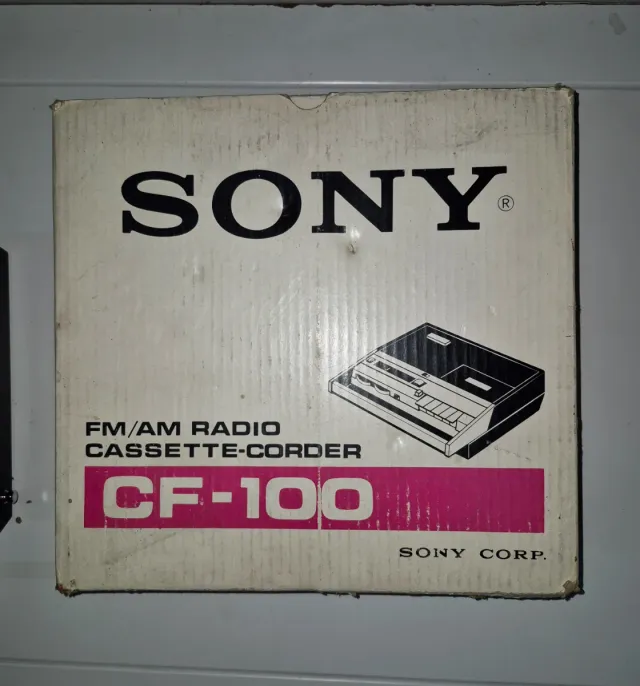 SONY®
FM/AM RADIO
CASSETTE-CORDER
CF-100
SONY CORP.